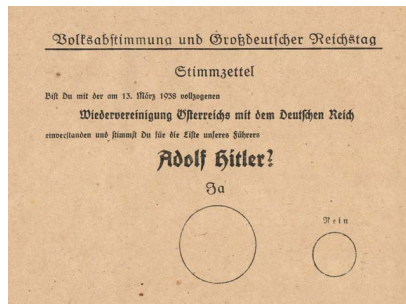 Volksabstimmung und Großdeutscher Reichstag
Stimmzettel
Bist Du mit der am 13. März 1938 vollzogenen
Wiedervereinigung Österreichs mit dem Deutschen Reich
einverstanden und stimmst Du für die Liste unseres Führers
Adolf Hitler?
Ja
Nein